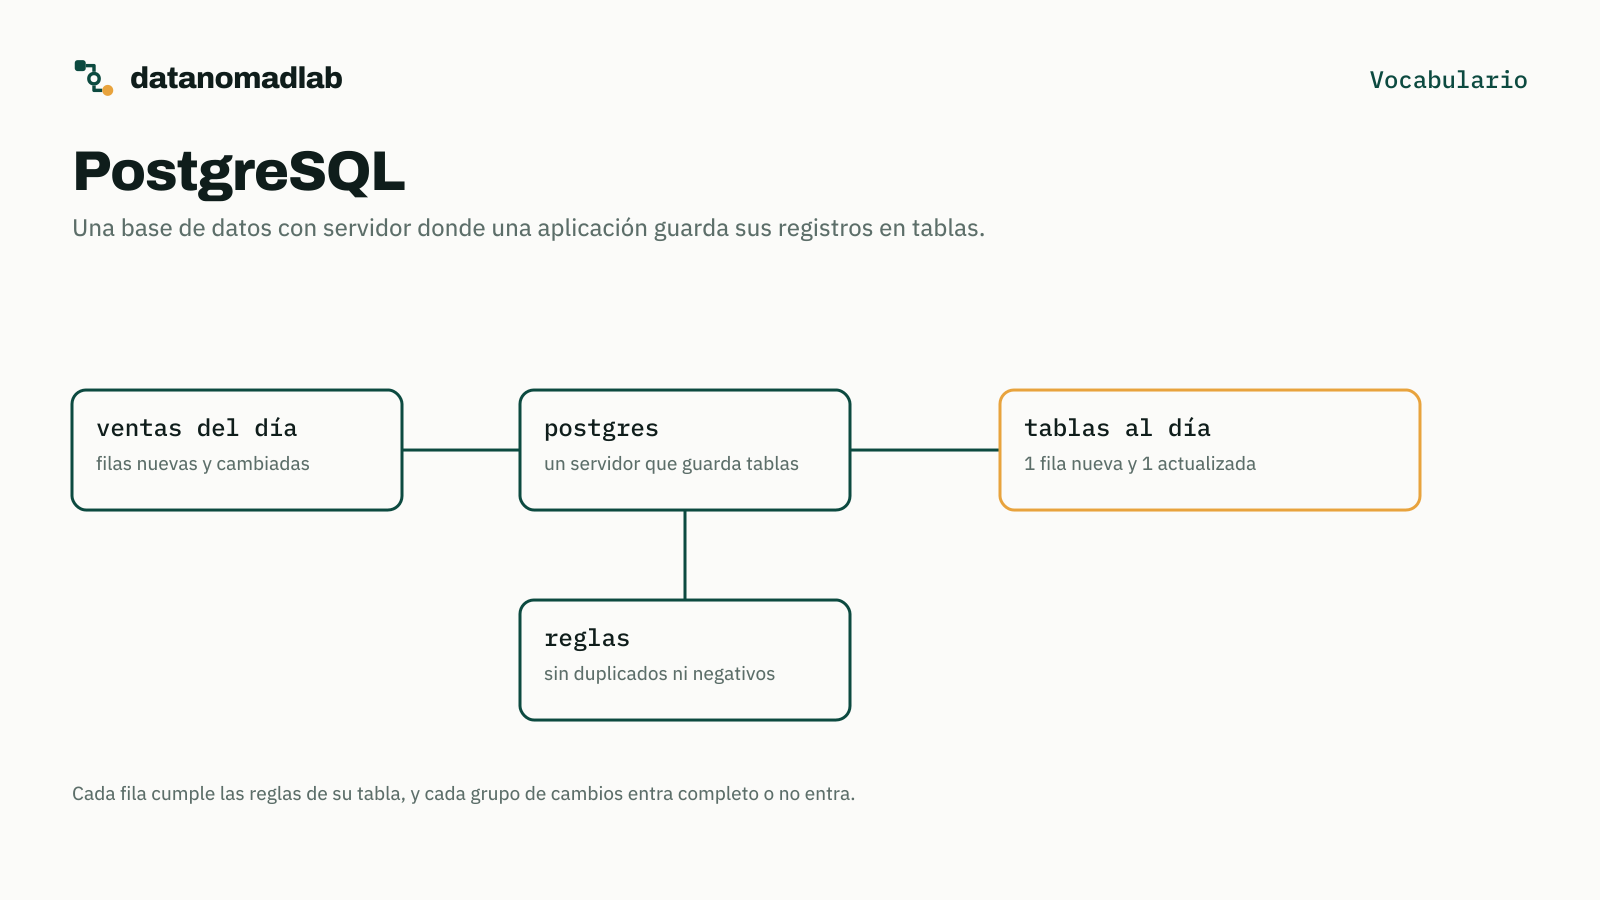 datanomadlab
Vocabulario
PostgreSQL
Una base de datos con servidor donde una aplicación guarda sus registros en tablas.
ventas del día
filas nuevas y cambiadas
postgres
un servidor que guarda tablas
tablas al día
1 fila nueva y 1 actualizada
reglas
sin duplicados ni negativos
Cada fila cumple las reglas de su tabla, y cada grupo de cambios entra completo o no entra.